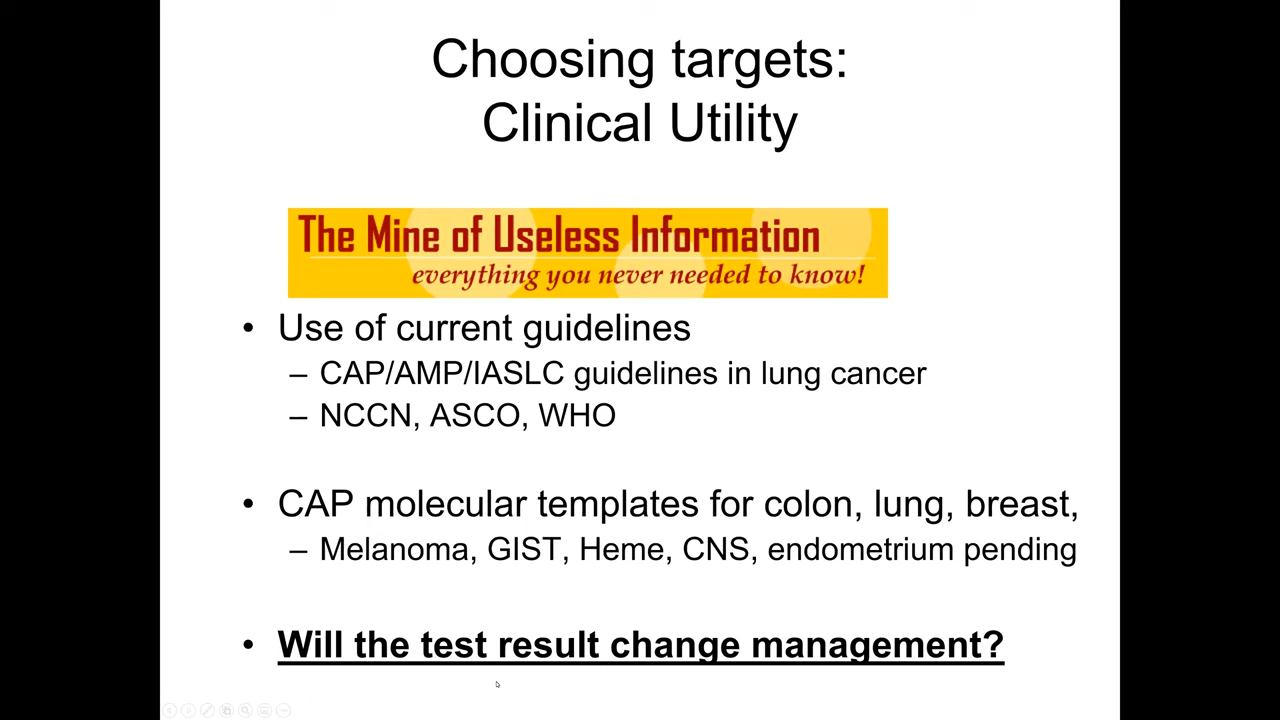 Choosing targets:
Clinical Utility
The Mine of Useless Information
everything you never needed to know!
• Use of current guidelines
– CAP/AMP/IASLC guidelines in lung cancer
– NCCN, ASCO, WHO
• CAP molecular templates for colon, lung, breast,
– Melanoma, GIST, Heme, CNS, endometrium pending
• Will the test result change management?